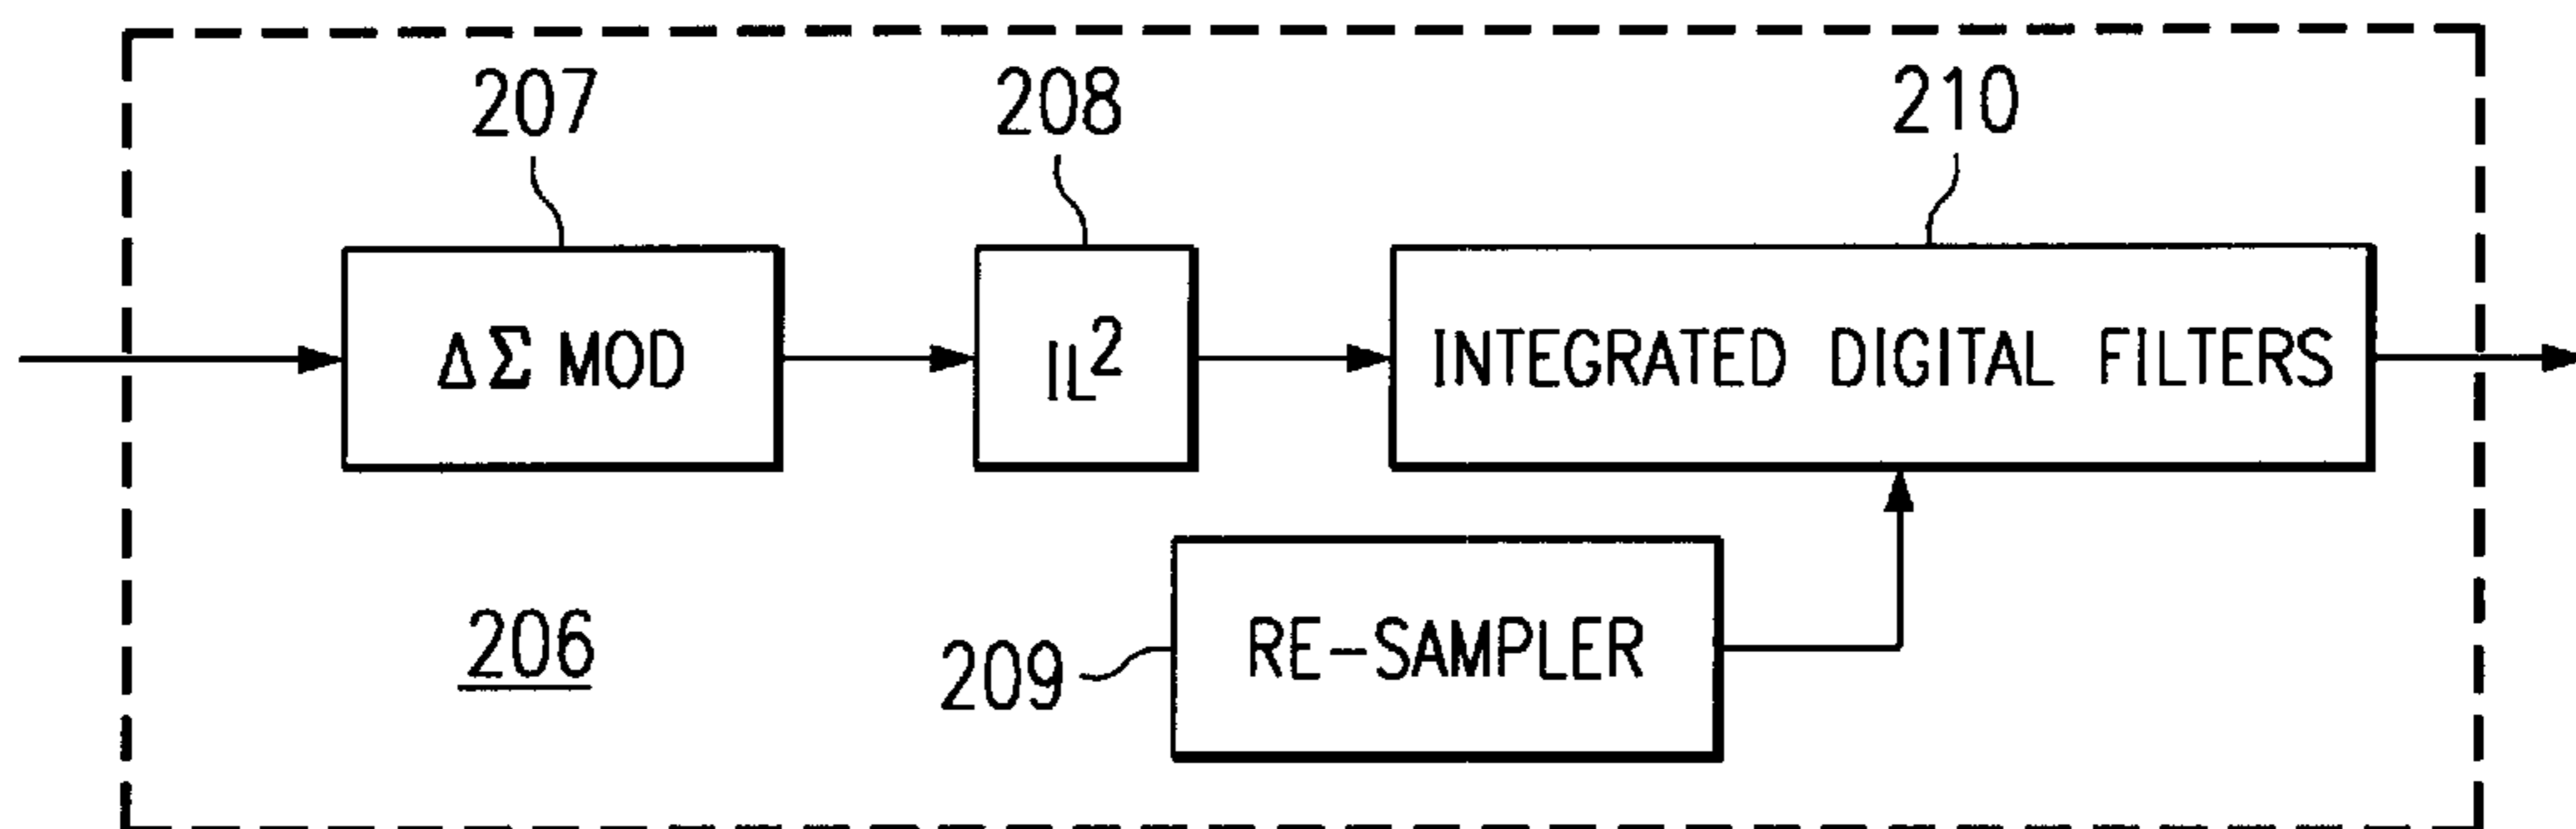 207
208
210
ΔΣ MOD
IL²
INTEGRATED DIGITAL FILTERS
206
209
RE-SAMPLER